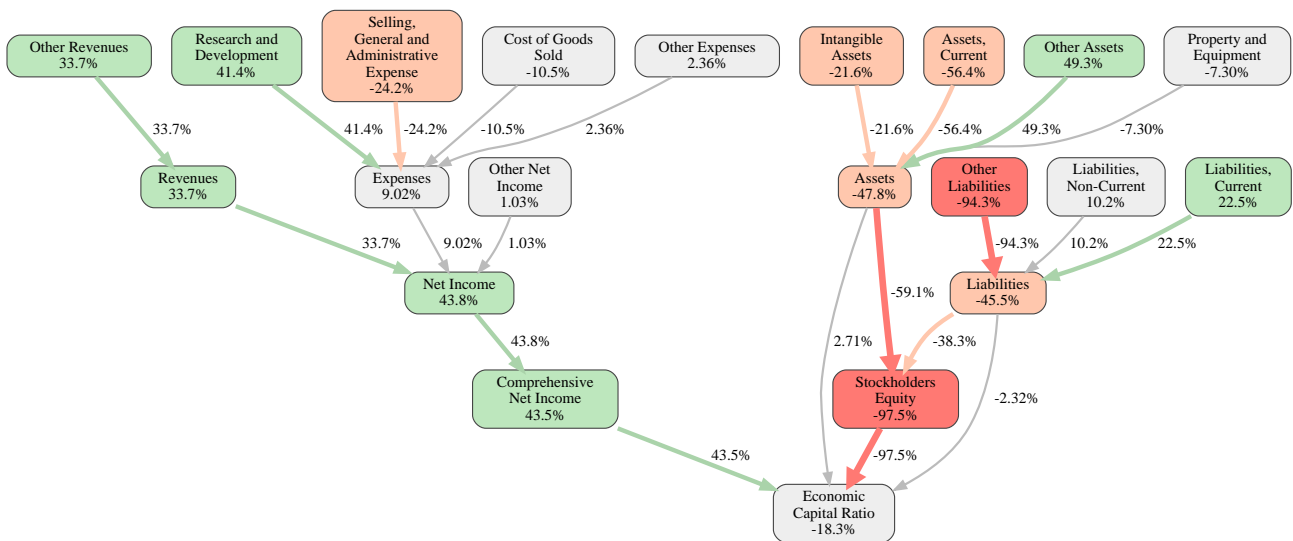 Other Revenues
33.7%
Research and
Development
41.4%
Selling,
General and
Administrative
Expense
-24.2%
Cost of Goods
Sold
-10.5%
Other Expenses
2.36%
Intangible
Assets
-21.6%
Assets,
Current
-56.4%
Other Assets
49.3%
Property and
Equipment
-7.30%
33.7%
41.4%
-24.2%
-10.5%
2.36%
-21.6%
-56.4%
49.3%
-7.30%
Revenues
33.7%
Expenses
9.02%
Other Net
Income
1.03%
Assets
-47.8%
Other
Liabilities
-94.3%
Liabilities,
Non-Current
10.2%
Liabilities,
Current
22.5%
33.7%
9.02%
1.03%
-94.3%
10.2%
22.5%
Net Income
43.8%
-59.1%
Liabilities
-45.5%
43.8%
2.71%
-38.3%
Comprehensive
Net Income
43.5%
Stockholders
Equity
-97.5%
-2.32%
43.5%
-97.5%
Economic
Capital Ratio
-18.3%